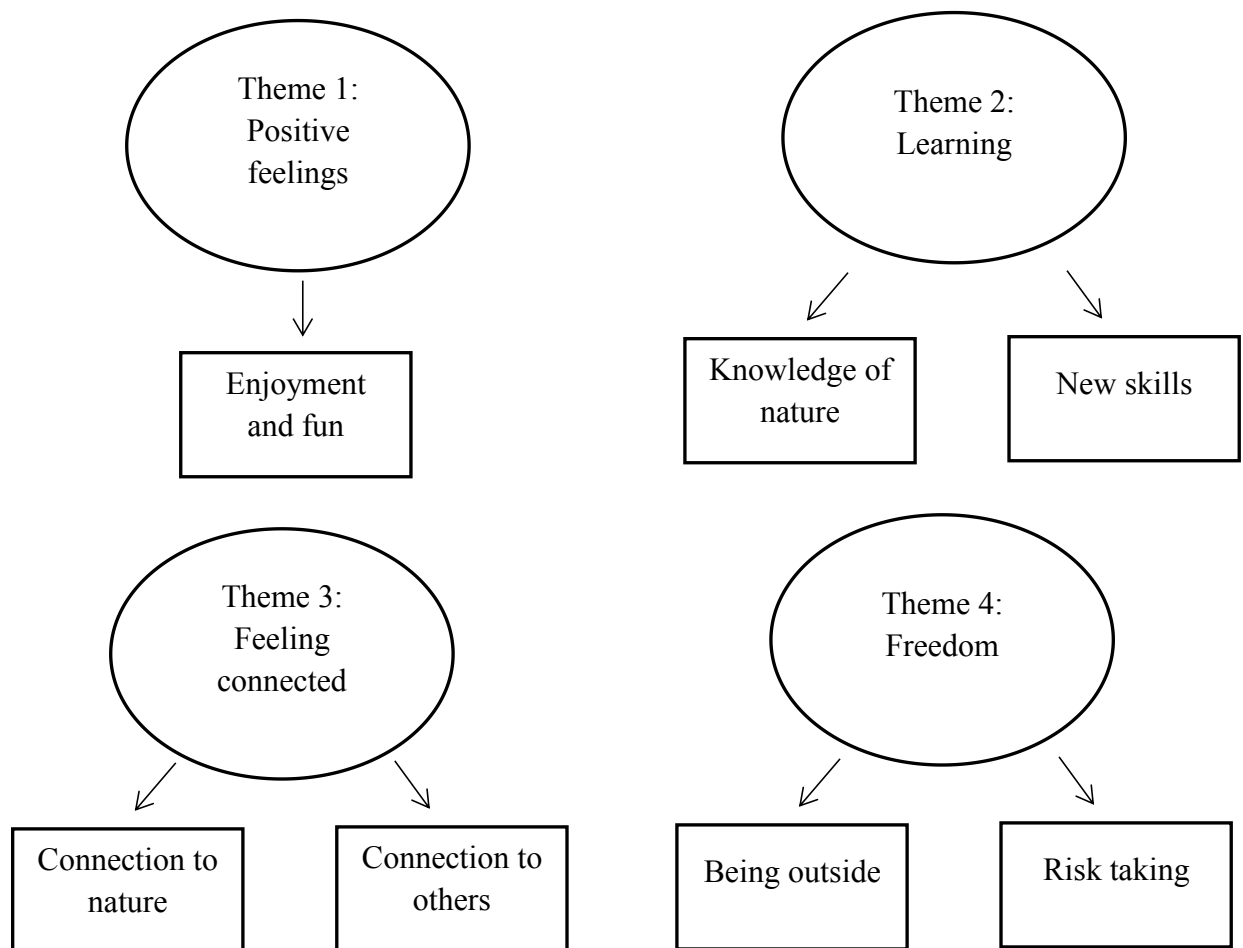 Theme 1:
Positive
feelings
Theme 2:
Learning
Enjoyment
and fun
Knowledge of
nature
New skills
Theme 3:
Feeling
connected
Theme 4:
Freedom
Connection to
nature
Connection to
others
Being outside
Risk taking